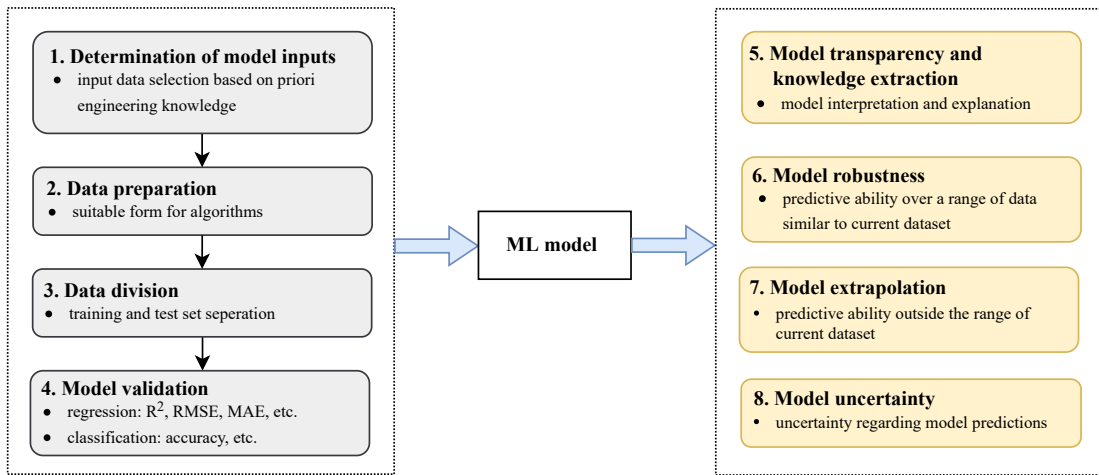 1. Determination of model inputs
● input data selection based on priori
engineering knowledge
2. Data preparation
● suitable form for algorithms
3. Data division
● training and test set seperation
4. Model validation
● regression: R², RMSE, MAE, etc.
● classification: accuracy, etc.
ML model
5. Model transparency and
knowledge extraction
● model interpretation and explanation
6. Model robustness
● predictive ability over a range of data
similar to current dataset
7. Model extrapolation
• predictive ability outside the range of
current dataset
8. Model uncertainty
• uncertainty regarding model predictions